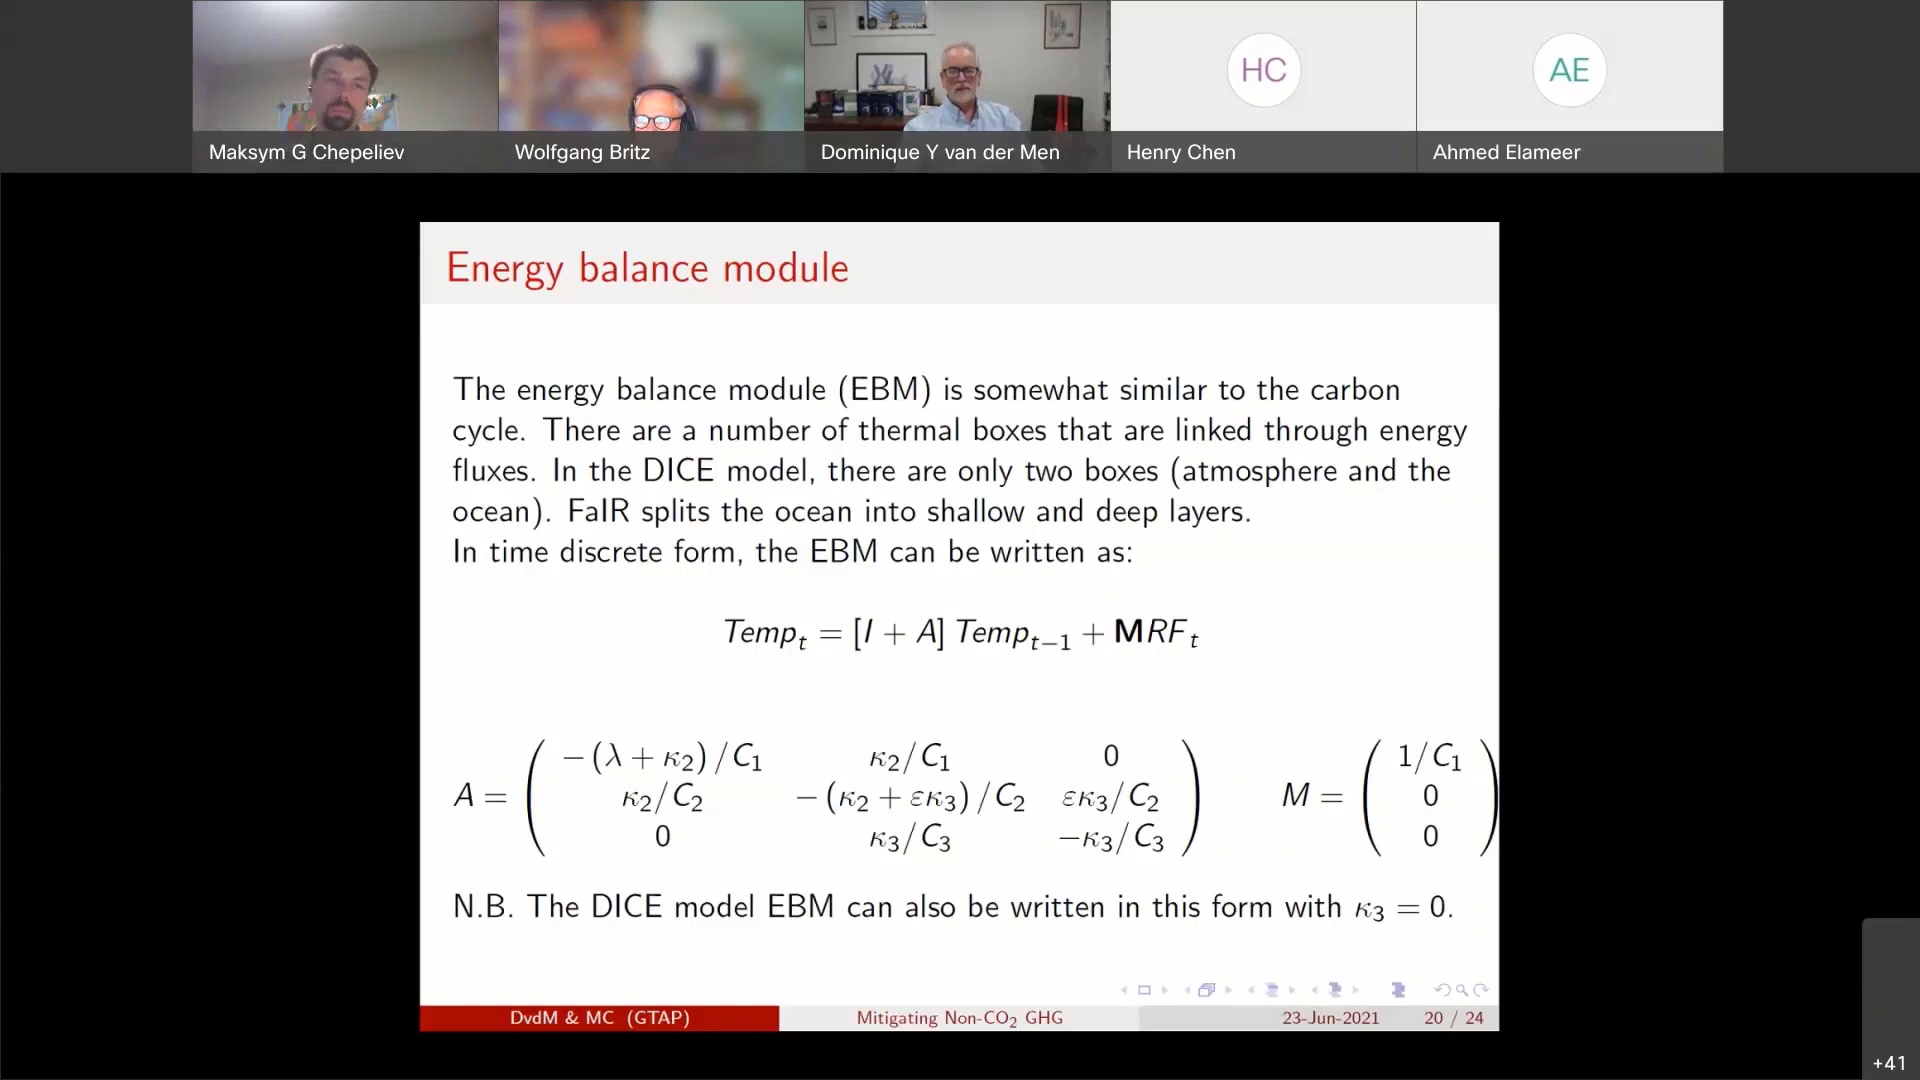 Maksym G Chepeliev
Wolfgang Britz
Dominique Y van der Men
HC
Henry Chen
AE
Ahmed Elameer
Energy balance module
The energy balance module (EBM) is somewhat similar to the carbon
cycle. There are a number of thermal boxes that are linked through energy
fluxes. In the DICE model, there are only two boxes (atmosphere and the
ocean). FaIR splits the ocean into shallow and deep layers.
In time discrete form, the EBM can be written as:
Temp_t = [I + A] Temp_{t−1} + MRF_t
A = ( −(λ + κ₂)/C₁ κ₂/C₁ 0
κ₂/C₂ −(κ₂ + εκ₃)/C₂ εκ₃/C₂
0 κ₃/C₃ −κ₃/C₃ )
M = ( 1/C₁
0
0 )
N.B. The DICE model EBM can also be written in this form with κ₃ = 0.
DvdM & MC (GTAP)
Mitigating Non-CO₂ GHG
23-Jun-2021
20 / 24
+41